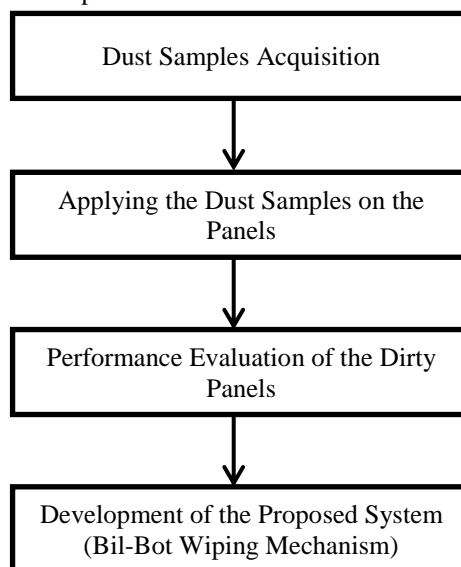 Dust Samples Acquisition
Applying the Dust Samples on the
Panels
Performance Evaluation of the Dirty
Panels
Development of the Proposed System
(Bil-Bot Wiping Mechanism)